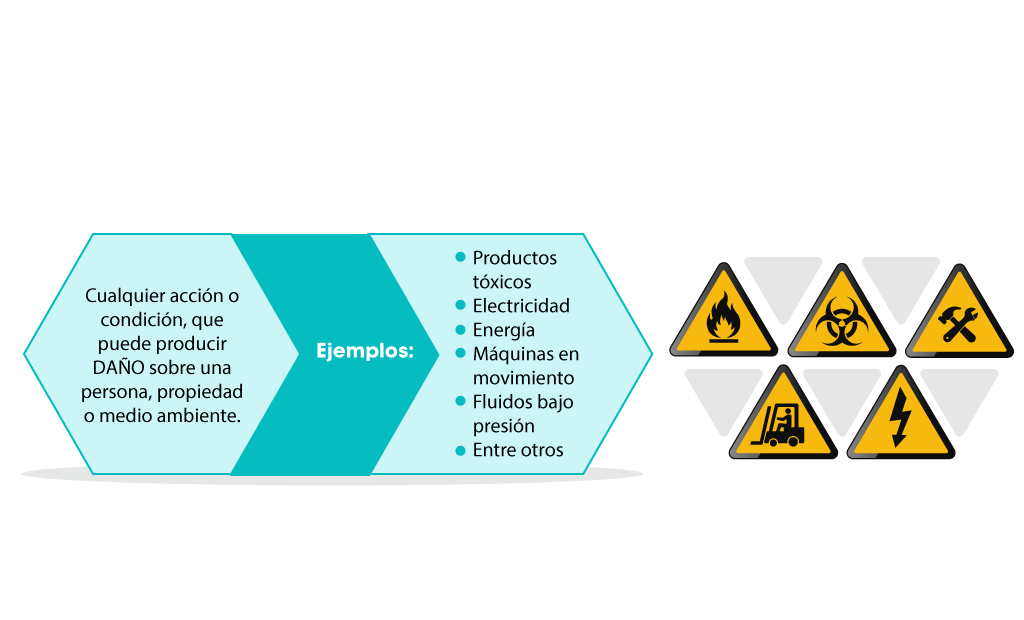 Cualquier acción o
condición, que
puede producir
DAÑO sobre una
persona, propiedad
o medio ambiente.
Ejemplos:
Productos
tóxicos
Electricidad
Energía
Máquinas en
movimiento
Fluidos bajo
presión
Entre otros